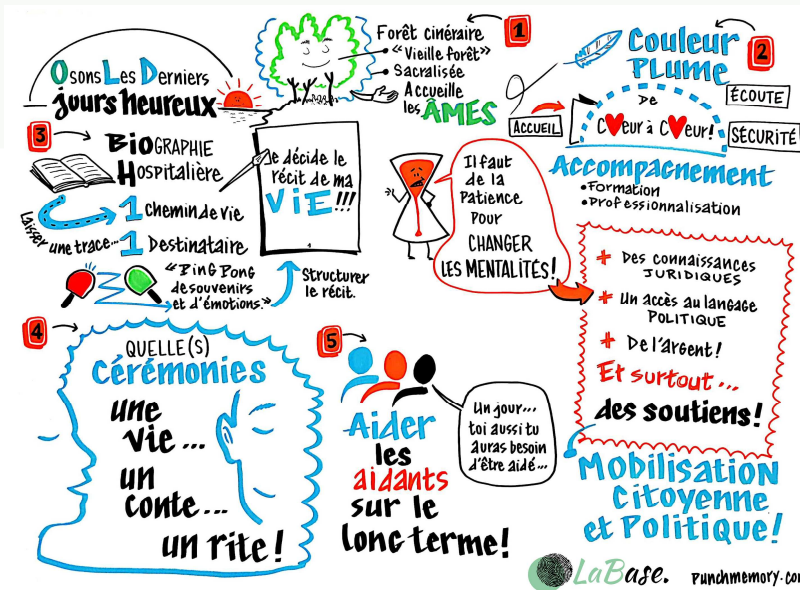 Osons Les Derniers
jours heureux
1
Forêt cinéraire
"Vieille forêt"
Sacralisée
Accueille
les ÂMES
2
Couleur
PLUME
ACCUEIL
De
Cœur à Cœur!
ÉCOUTE
SÉCURITÉ
Accompagnement
•Formation
•Professionnalisation
3
BIOGRAPHIE
Hospitalière
Laisser une trace...
1 Chemin de Vie
1 Destinataire
"Ping Pong
de souvenirs
et d'émotions."
Je décide le
récit de ma
ViE!!!
Structurer
le récit.
Il faut
de la
Patience
Pour
CHANGER
LES MENTALITÉS!
+ Des connaissances
JURIDIQUES
+ Un accès au langage
POLITIQUE
+ De l'argent!
Et surtout...
des soutiens!
Mobilisation
citoyenne
et Politique!
4
QUELLE(S)
cérémonies
une
vie...
un
conte...
un rite!
5
Aider
les
aidants
sur le
long terme!
Un jour...
toi aussi tu
auras besoin
d'être aidé...
LaBase.
Punchmemory.com